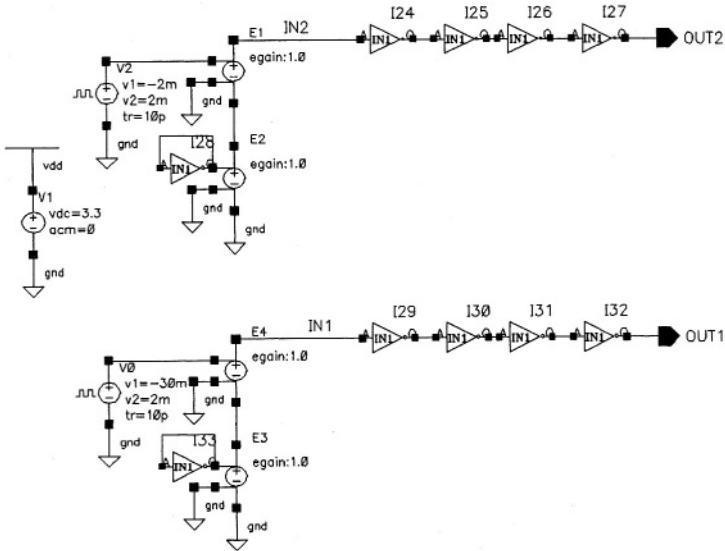 I24 I25 I26 I27
E1 IN2
IN1 IN1 IN1 IN1 OUT2
V2
egain:1.0
v1=-2m
v2=2m
tr=10p
gnd
gnd
E2
I28
egain:1.0
IN1
vdd
V1
gnd
vdc=3.3
acm=0
gnd
gnd
I29 I30 I31 I32
E4 IN1
IN1 IN1 IN1 IN1 OUT1
V0
egain:1.0
v1=-30m
v2=2m
tr=10p
gnd
gnd
E3
I33
egain:1.0
IN1
gnd
gnd